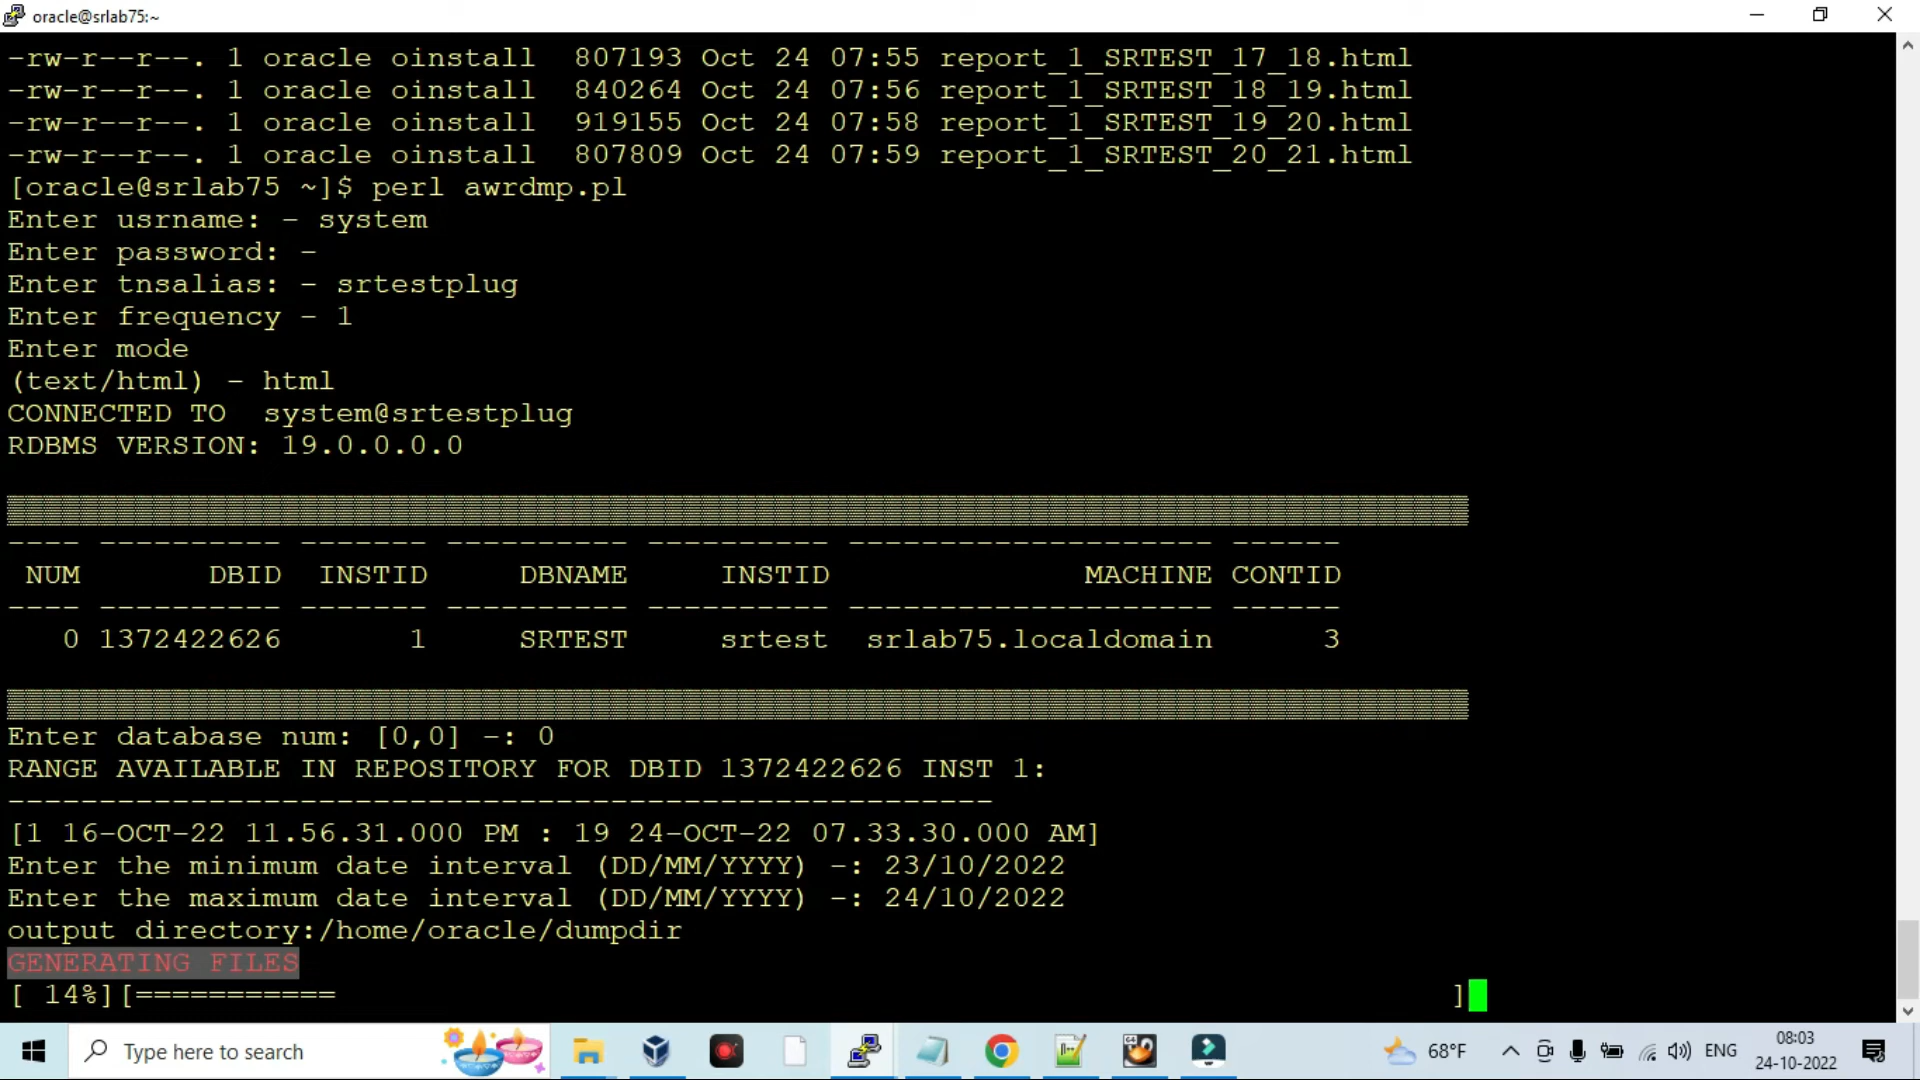 oracle@srlab75:~
-rw-r--r--. 1 oracle oinstall  807193 Oct 24 07:55 report_1_SRTEST_17_18.html
-rw-r--r--. 1 oracle oinstall  840264 Oct 24 07:56 report_1_SRTEST_18_19.html
-rw-r--r--. 1 oracle oinstall  919155 Oct 24 07:58 report_1_SRTEST_19_20.html
-rw-r--r--. 1 oracle oinstall  807809 Oct 24 07:59 report_1_SRTEST_20_21.html
[oracle@srlab75 ~]$ perl awrdmp.pl
Enter usrname: - system
Enter password: -
Enter tnsalias: - srtestplug
Enter frequency - 1
Enter mode
(text/html) - html
CONNECTED TO  system@srtestplug
RDBMS VERSION: 19.0.0.0.0
---- ---------- ------- ---------- ---------- -------------------- ------
 NUM       DBID  INSTID     DBNAME     INSTID              MACHINE CONTID
---- ---------- ------- ---------- ---------- -------------------- ------
   0 1372422626       1     SRTEST     srtest   srlab75.localdomain      3
Enter database num: [0,0] -: 0
RANGE AVAILABLE IN REPOSITORY FOR DBID 1372422626 INST 1:
------------------------------------------------------
[1 16-OCT-22 11.56.31.000 PM : 19 24-OCT-22 07.33.30.000 AM]
Enter the minimum date interval (DD/MM/YYYY) -: 23/10/2022
Enter the maximum date interval (DD/MM/YYYY) -: 24/10/2022
output directory:/home/oracle/dumpdir
GENERATING FILES
[ 14%][===========                                                             ]
Type here to search
68°F
ENG
08:03
24-10-2022